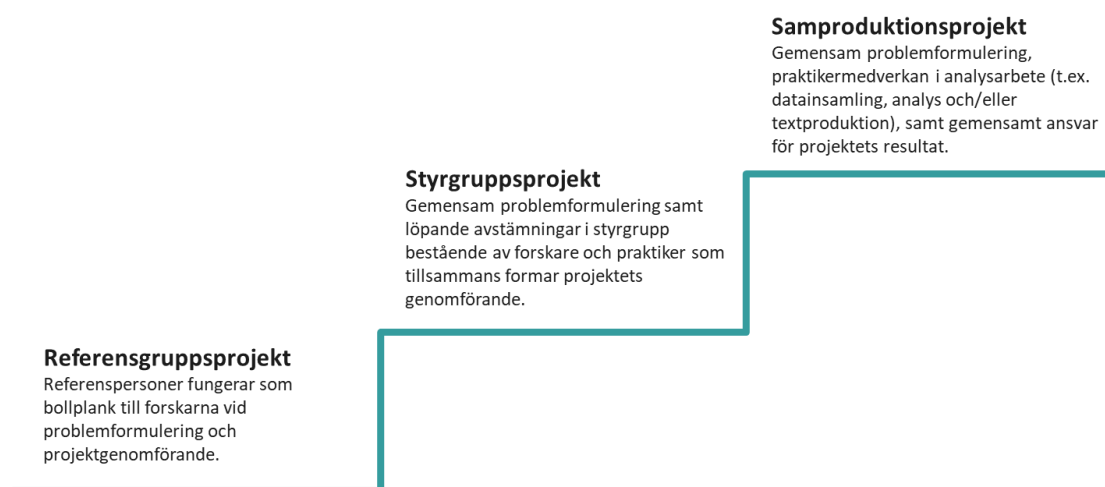 Samproduktionsprojekt
Gemensam problemformulering,
praktikermedverkan i analysarbete (t.ex.
datainsamling, analys och/eller
textproduktion), samt gemensamt ansvar
för projektets resultat.
Styrgruppsprojekt
Gemensam problemformulering samt
löpande avstämningar i styrgrupp
bestående av forskare och praktiker som
tillsammans formar projektets
genomförande.
Referensgruppsprojekt
Referenspersoner fungerar som
bollplank till forskarna vid
problemformulering och
projektgenomförande.